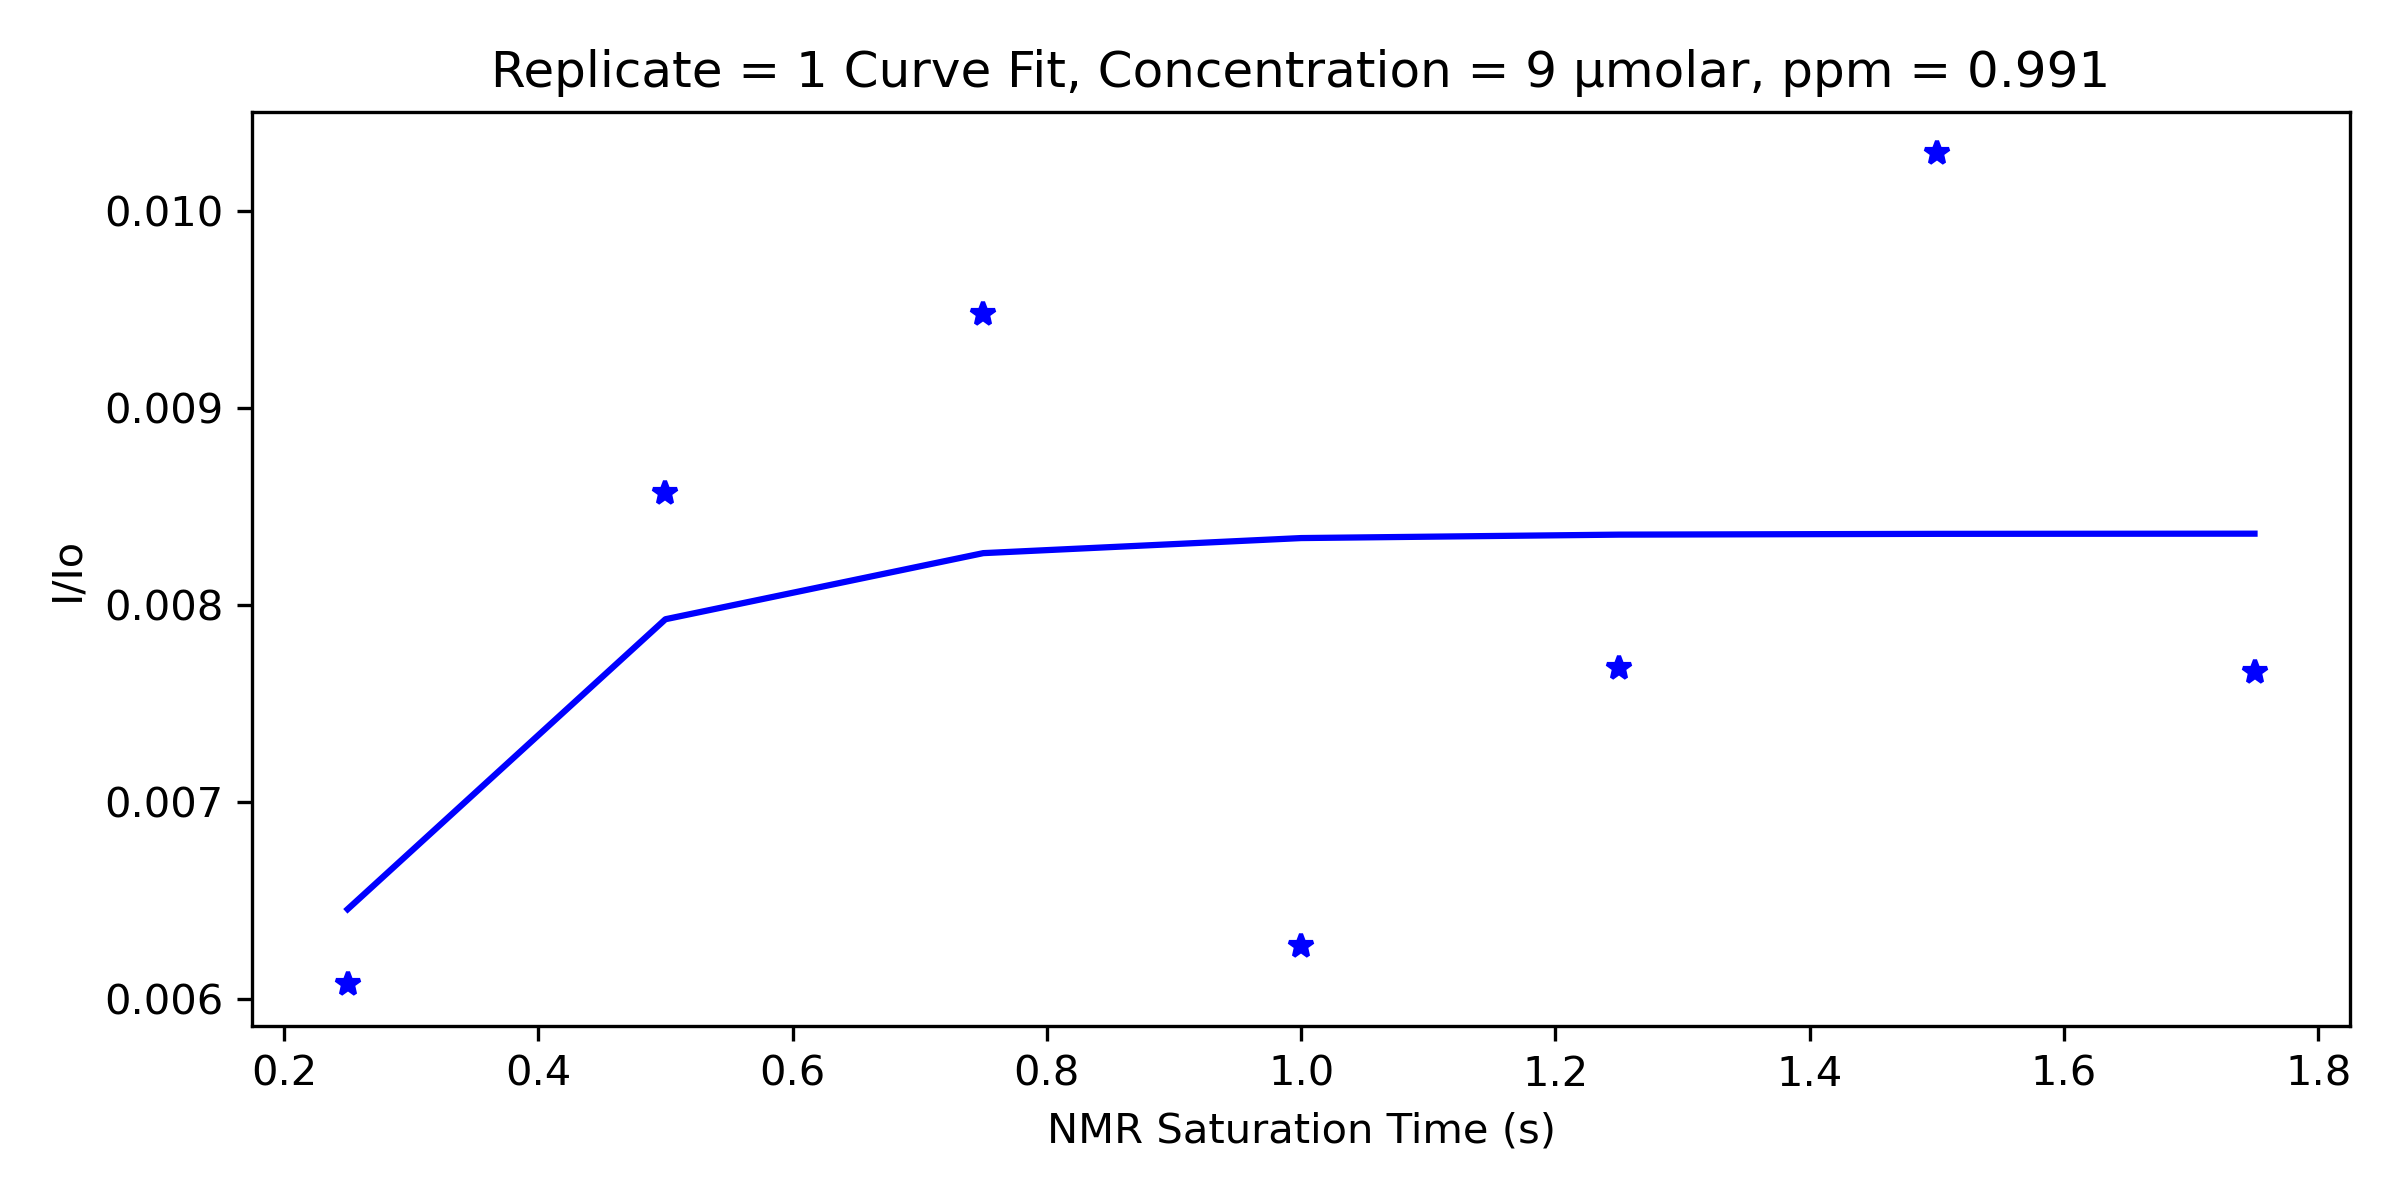 Replicate = 1 Curve Fit, Concentration = 9 µmolar, ppm = 0.991
0.010
0.009
0.008
0.007
0.006
I/Io
0.2 0.4 0.6 0.8 1.0 1.2 1.4 1.6 1.8
NMR Saturation Time (s)